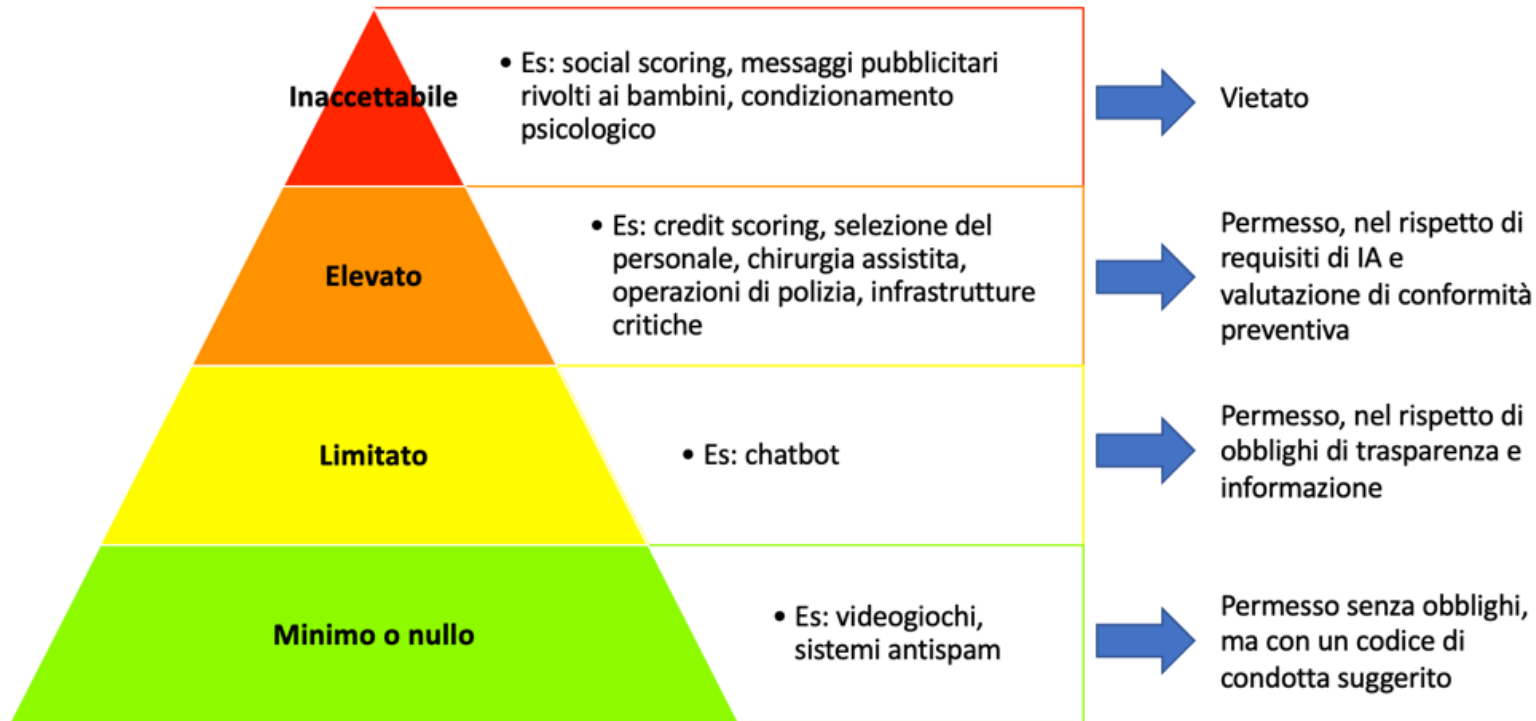 Inaccettabile
• Es: social scoring, messaggi pubblicitari
rivolti ai bambini, condizionamento
psicologico
Vietato
Elevato
• Es: credit scoring, selezione del
personale, chirurgia assistita,
operazioni di polizia, infrastrutture
critiche
Permesso, nel rispetto di
requisiti di IA e
valutazione di conformità
preventiva
Limitato
• Es: chatbot
Permesso, nel rispetto di
obblighi di trasparenza e
informazione
Minimo o nullo
• Es: videogiochi,
sistemi antispam
Permesso senza obblighi,
ma con un codice di
condotta suggerito